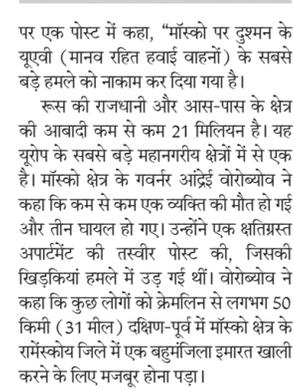 पर एक पोस्ट में कहा, “मॉस्को पर दुश्मन के
यूएवी (मानव रहित हवाई वाहनों) के सबसे
बड़े हमले को नाकाम कर दिया गया है।
रूस की राजधानी और आस-पास के क्षेत्र
की आबादी कम से कम 21 मिलियन है। यह
यूरोप के सबसे बड़े महानगरीय क्षेत्रों में से एक
है। मॉस्को क्षेत्र के गवर्नर आंद्रेई वोरोब्योव ने
कहा कि कम से कम एक व्यक्ति की मौत हो गई
और तीन घायल हो गए। उन्होंने एक क्षतिग्रस्त
अपार्टमेंट की तस्वीर पोस्ट की, जिसकी
खिड़कियां हमले में उड़ गई थीं। वोरोब्योव ने
कहा कि कुछ लोगों को क्रेमलिन से लगभग 50
किमी (31 मील) दक्षिण-पूर्व में मॉस्को क्षेत्र के
रामेंस्कोय जिले में एक बहुमंजिला इमारत खाली
करने के लिए मजबूर होना पड़ा।